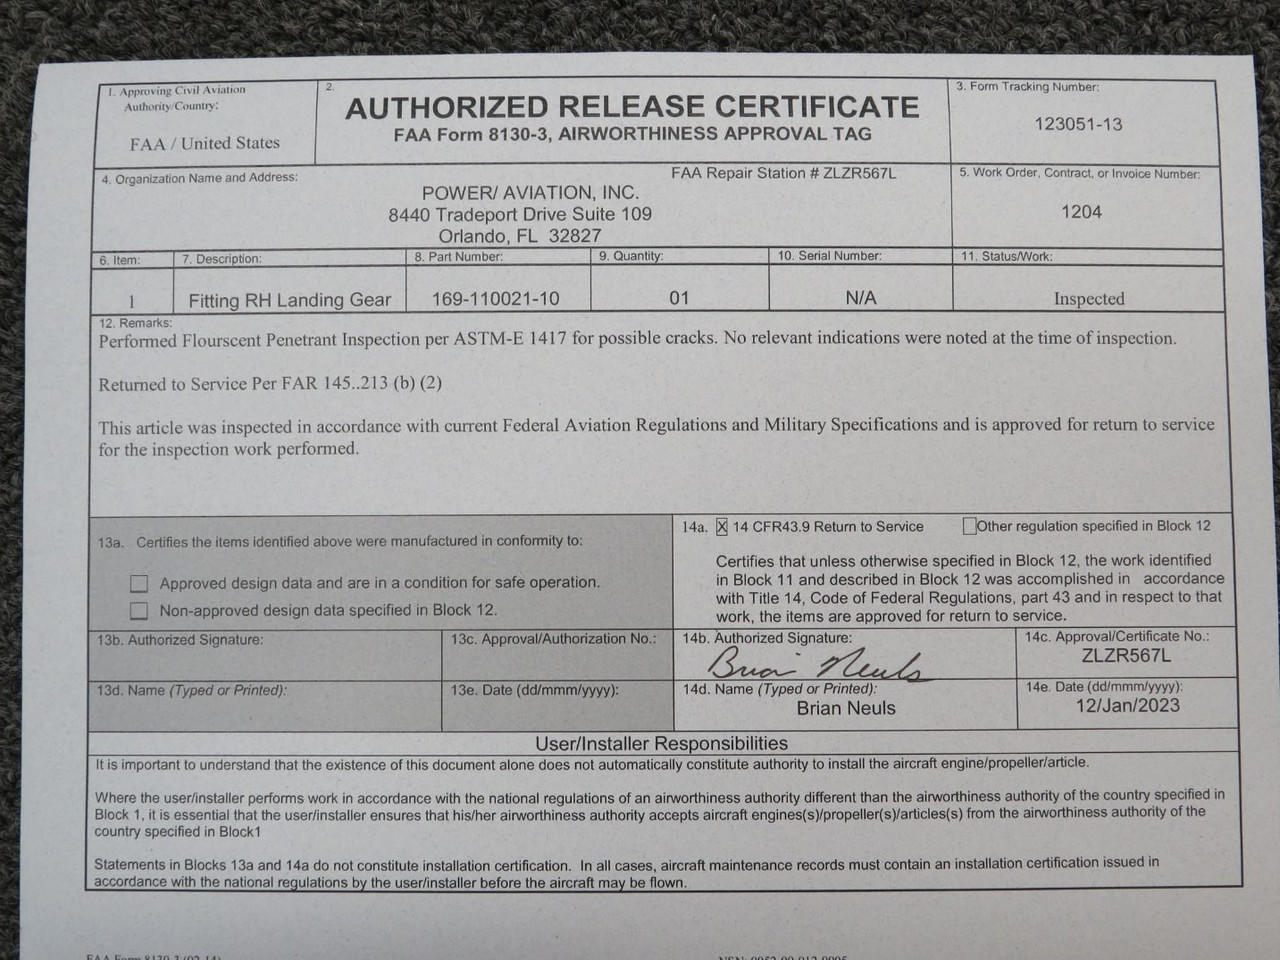 1. Approving Civil Aviation
Authority/Country:
FAA / United States
2.
AUTHORIZED RELEASE CERTIFICATE
FAA Form 8130-3, AIRWORTHINESS APPROVAL TAG
3. Form Tracking Number:
123051-13
4. Organization Name and Address:
FAA Repair Station # ZLZR567L
POWER/ AVIATION, INC.
8440 Tradeport Drive Suite 109
Orlando, FL 32827
5. Work Order, Contract, or Invoice Number:
1204
6. Item:
7. Description:
8. Part Number:
9. Quantity:
10. Serial Number:
11. Status/Work:
1
Fitting RH Landing Gear
169-110021-10
01
N/A
Inspected
12. Remarks:
Performed Flourscent Penetrant Inspection per ASTM-E 1417 for possible cracks. No relevant indications were noted at the time of inspection.
Returned to Service Per FAR 145..213 (b) (2)
This article was inspected in accordance with current Federal Aviation Regulations and Military Specifications and is approved for return to service
for the inspection work performed.
13a. Certifies the items identified above were manufactured in conformity to:
Approved design data and are in a condition for safe operation.
Non-approved design data specified in Block 12.
14a. X 14 CFR43.9 Return to Service
Other regulation specified in Block 12
Certifies that unless otherwise specified in Block 12, the work identified
in Block 11 and described in Block 12 was accomplished in accordance
with Title 14, Code of Federal Regulations, part 43 and in respect to that
work, the items are approved for return to service.
13b. Authorized Signature:
13c. Approval/Authorization No.:
14b. Authorized Signature:
Brian Neuls
14c. Approval/Certificate No.:
ZLZR567L
13d. Name (Typed or Printed):
13e. Date (dd/mmm/yyyy):
14d. Name (Typed or Printed):
Brian Neuls
14e. Date (dd/mmm/yyyy):
12/Jan/2023
User/Installer Responsibilities
It is important to understand that the existence of this document alone does not automatically constitute authority to install the aircraft engine/propeller/article.
Where the user/installer performs work in accordance with the national regulations of an airworthiness authority different than the airworthiness authority of the country specified in
Block 1, it is essential that the user/installer ensures that his/her airworthiness authority accepts aircraft engines(s)/propeller(s)/articles(s) from the airworthiness authority of the
country specified in Block1
Statements in Blocks 13a and 14a do not constitute installation certification. In all cases, aircraft maintenance records must contain an installation certification issued in
accordance with the national regulations by the user/installer before the aircraft may be flown.